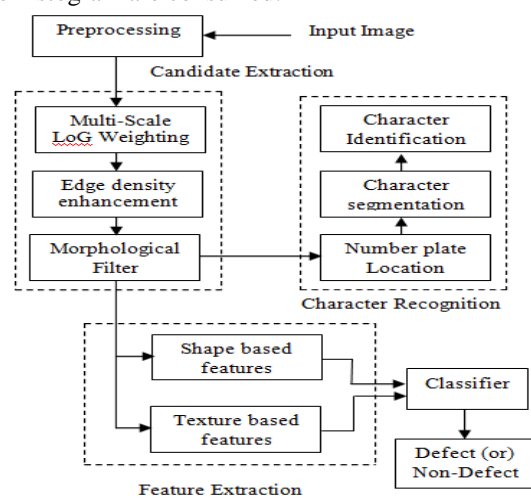 Preprocessing
Input Image
Candidate Extraction
Multi-Scale
LoG Weighting
Edge density
enhancement
Morphological
Filter
Character
Identification
Character
segmentation
Number plate
Location
Character Recognition
Shape based
features
Texture based
features
Feature Extraction
Classifier
Defect (or)
Non-Defect